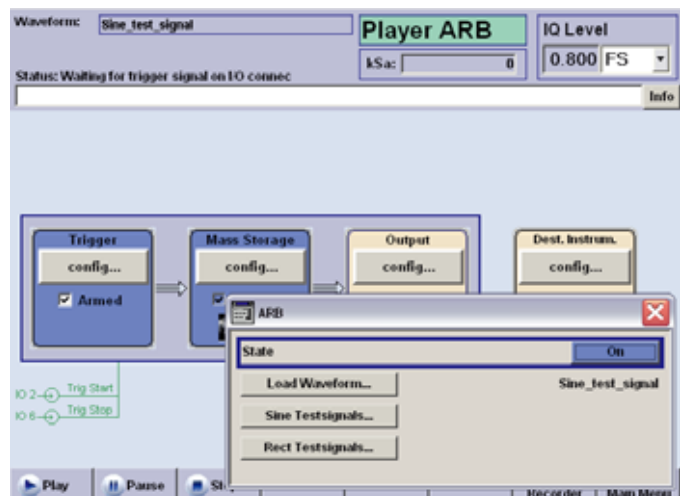 Waveform: Sine_test_signal
Player ARB
IQ Level
kSa: 0
0.800 FS
Status: Waiting for trigger signal on I/O connec
Info
Trigger
Mass Storage
Output
Dest. Instrum.
config...
config...
config...
config...
Armed
ARB
State
On
Load Waveform...
Sine_test_signal
Sine Testsignals...
Rect Testsignals...
IO 2 Trig Start
IO 6 Trig Stop
Play
Pause
Recorder
Main Menu